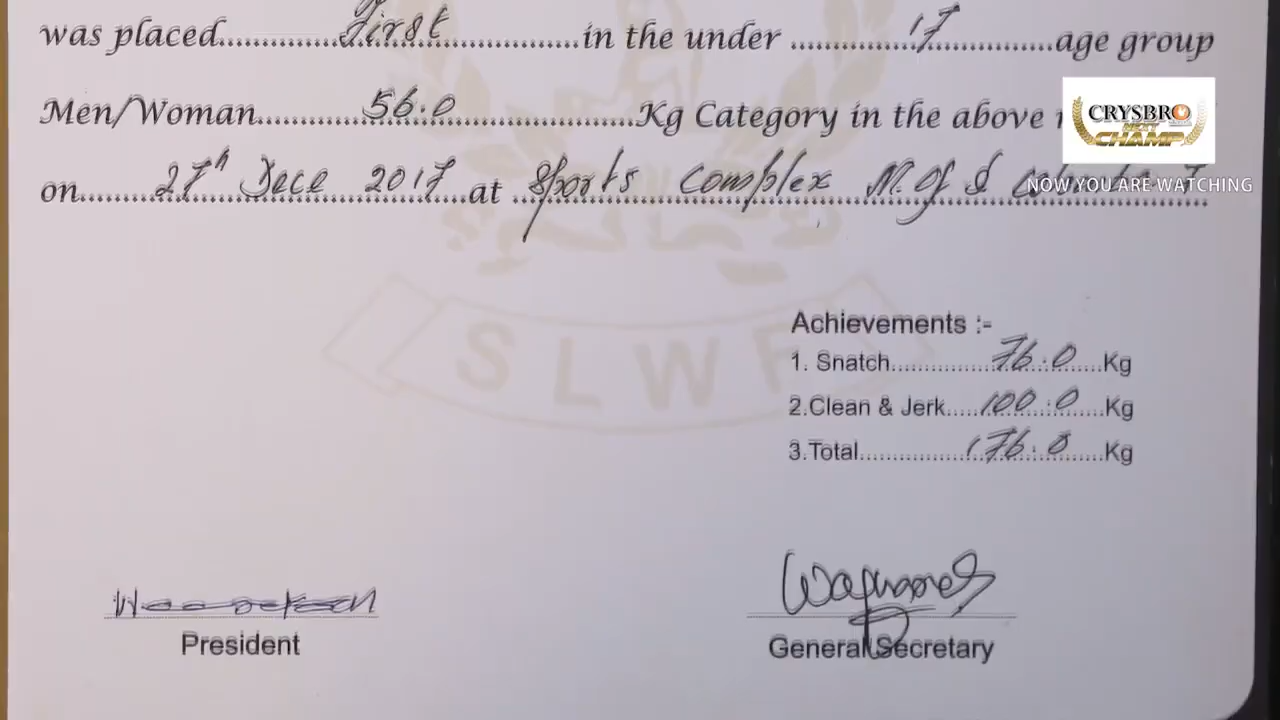 was placed First in the under 17 age group
Men/Woman 56.0 Kg Category in the above
on 27th Dece 2017 at Sports Complex M. of S
CRYSBRO
NEXT
CHAMP
NOW YOU ARE WATCHING
SLWF
Achievements :-
1. Snatch 76.0 Kg
2.Clean & Jerk 100.0 Kg
3.Total 176.0 Kg
President
General Secretary